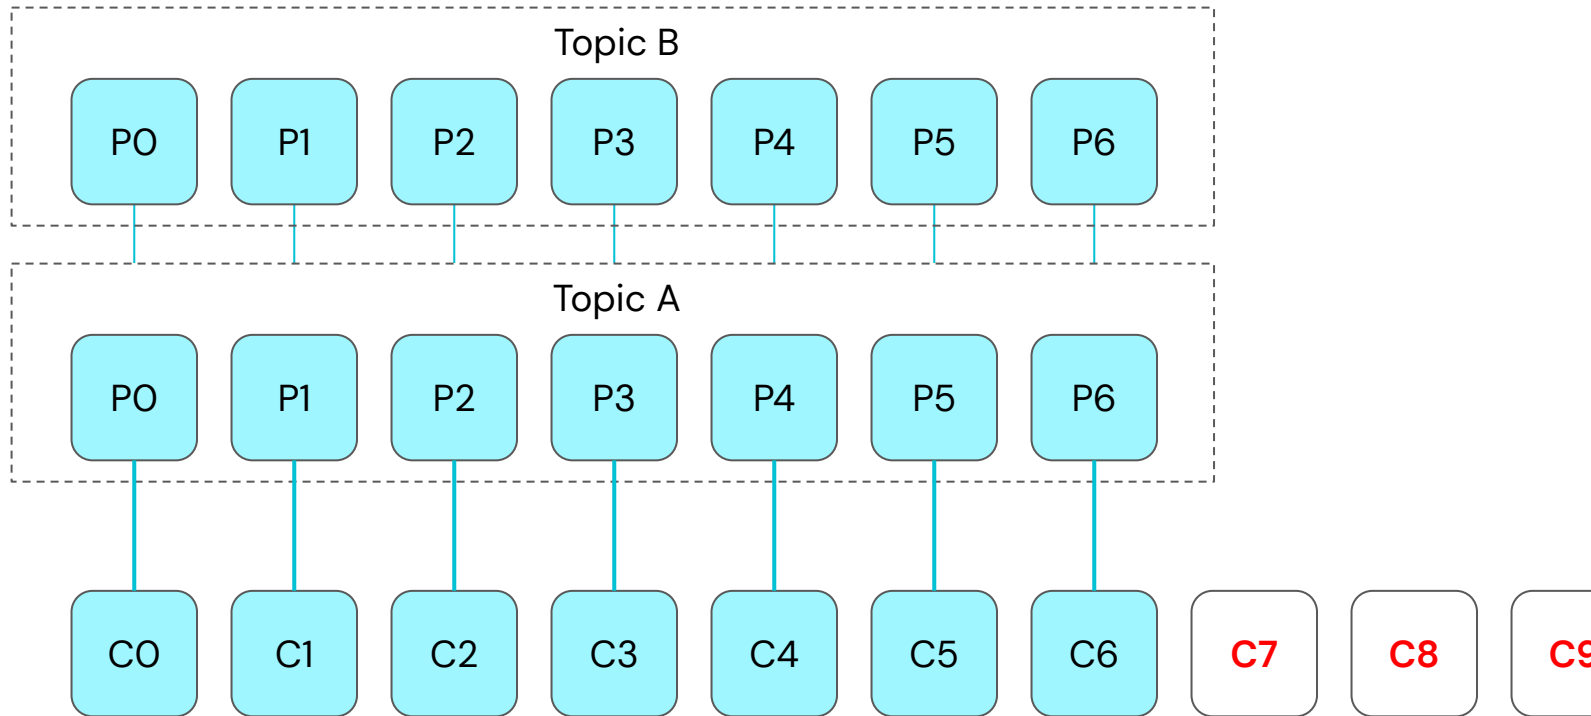 Topic B
P0 P1 P2 P3 P4 P5 P6
Topic A
P0 P1 P2 P3 P4 P5 P6
C0 C1 C2 C3 C4 C5 C6 C7 C8 C9